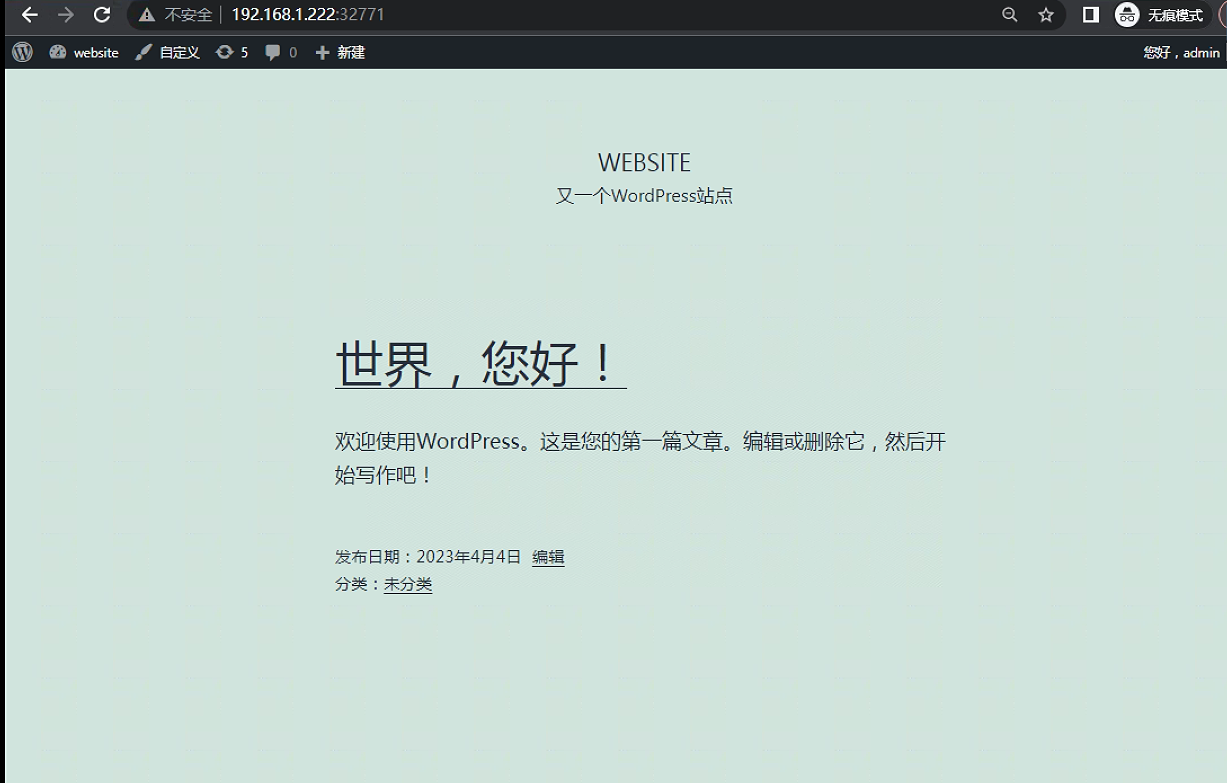 不安全 192.168.1.222:32771 无痕模式
website 自定义 5 0 新建 您好，admin
WEBSITE
又一个WordPress站点
世界，您好！
欢迎使用WordPress。这是您的第一篇文章。编辑或删除它，然后开
始写作吧！
发布日期：2023年4月4日 编辑
分类：未分类